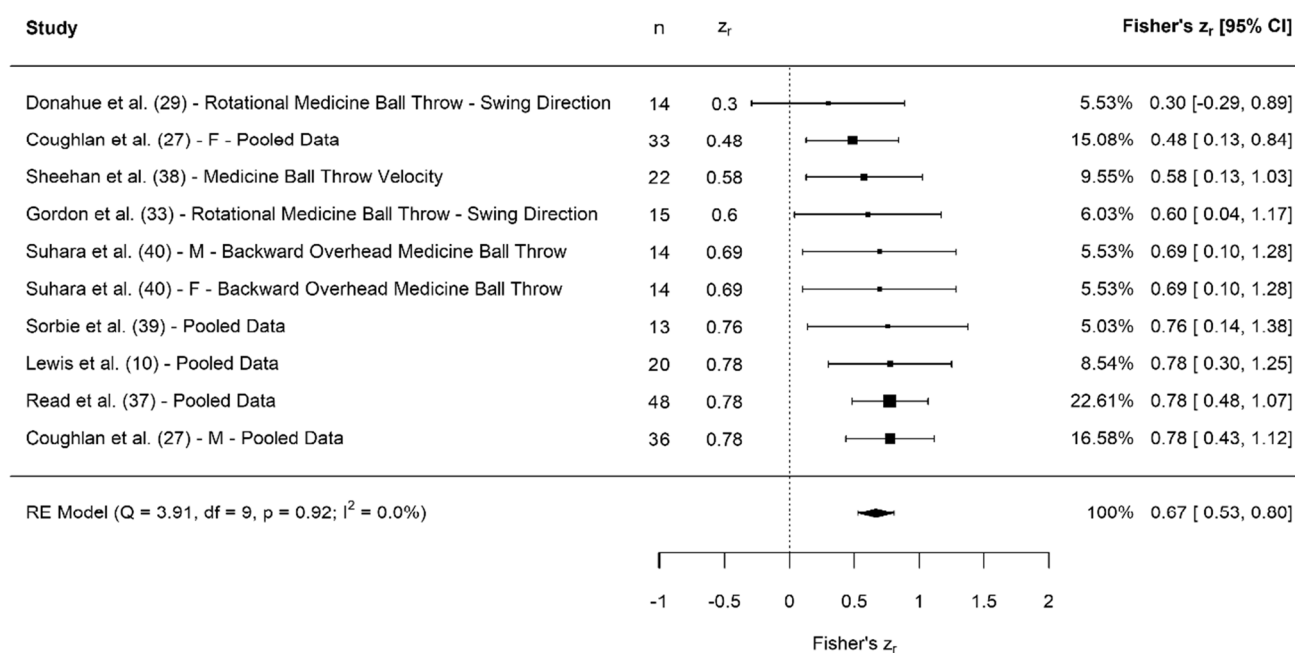 Study n zr Fisher's zr [95% CI]
Donahue et al. (29) - Rotational Medicine Ball Throw - Swing Direction 14 0.3 5.53% 0.30 [-0.29, 0.89]
Coughlan et al. (27) - F - Pooled Data 33 0.48 15.08% 0.48 [ 0.13, 0.84]
Sheehan et al. (38) - Medicine Ball Throw Velocity 22 0.58 9.55% 0.58 [ 0.13, 1.03]
Gordon et al. (33) - Rotational Medicine Ball Throw - Swing Direction 15 0.6 6.03% 0.60 [ 0.04, 1.17]
Suhara et al. (40) - M - Backward Overhead Medicine Ball Throw 14 0.69 5.53% 0.69 [ 0.10, 1.28]
Suhara et al. (40) - F - Backward Overhead Medicine Ball Throw 14 0.69 5.53% 0.69 [ 0.10, 1.28]
Sorbie et al. (39) - Pooled Data 13 0.76 5.03% 0.76 [ 0.14, 1.38]
Lewis et al. (10) - Pooled Data 20 0.78 8.54% 0.78 [ 0.30, 1.25]
Read et al. (37) - Pooled Data 48 0.78 22.61% 0.78 [ 0.48, 1.07]
Coughlan et al. (27) - M - Pooled Data 36 0.78 16.58% 0.78 [ 0.43, 1.12]
RE Model (Q = 3.91, df = 9, p = 0.92; I² = 0.0%) 100% 0.67 [ 0.53, 0.80]
-1 -0.5 0 0.5 1 1.5 2
Fisher's zr